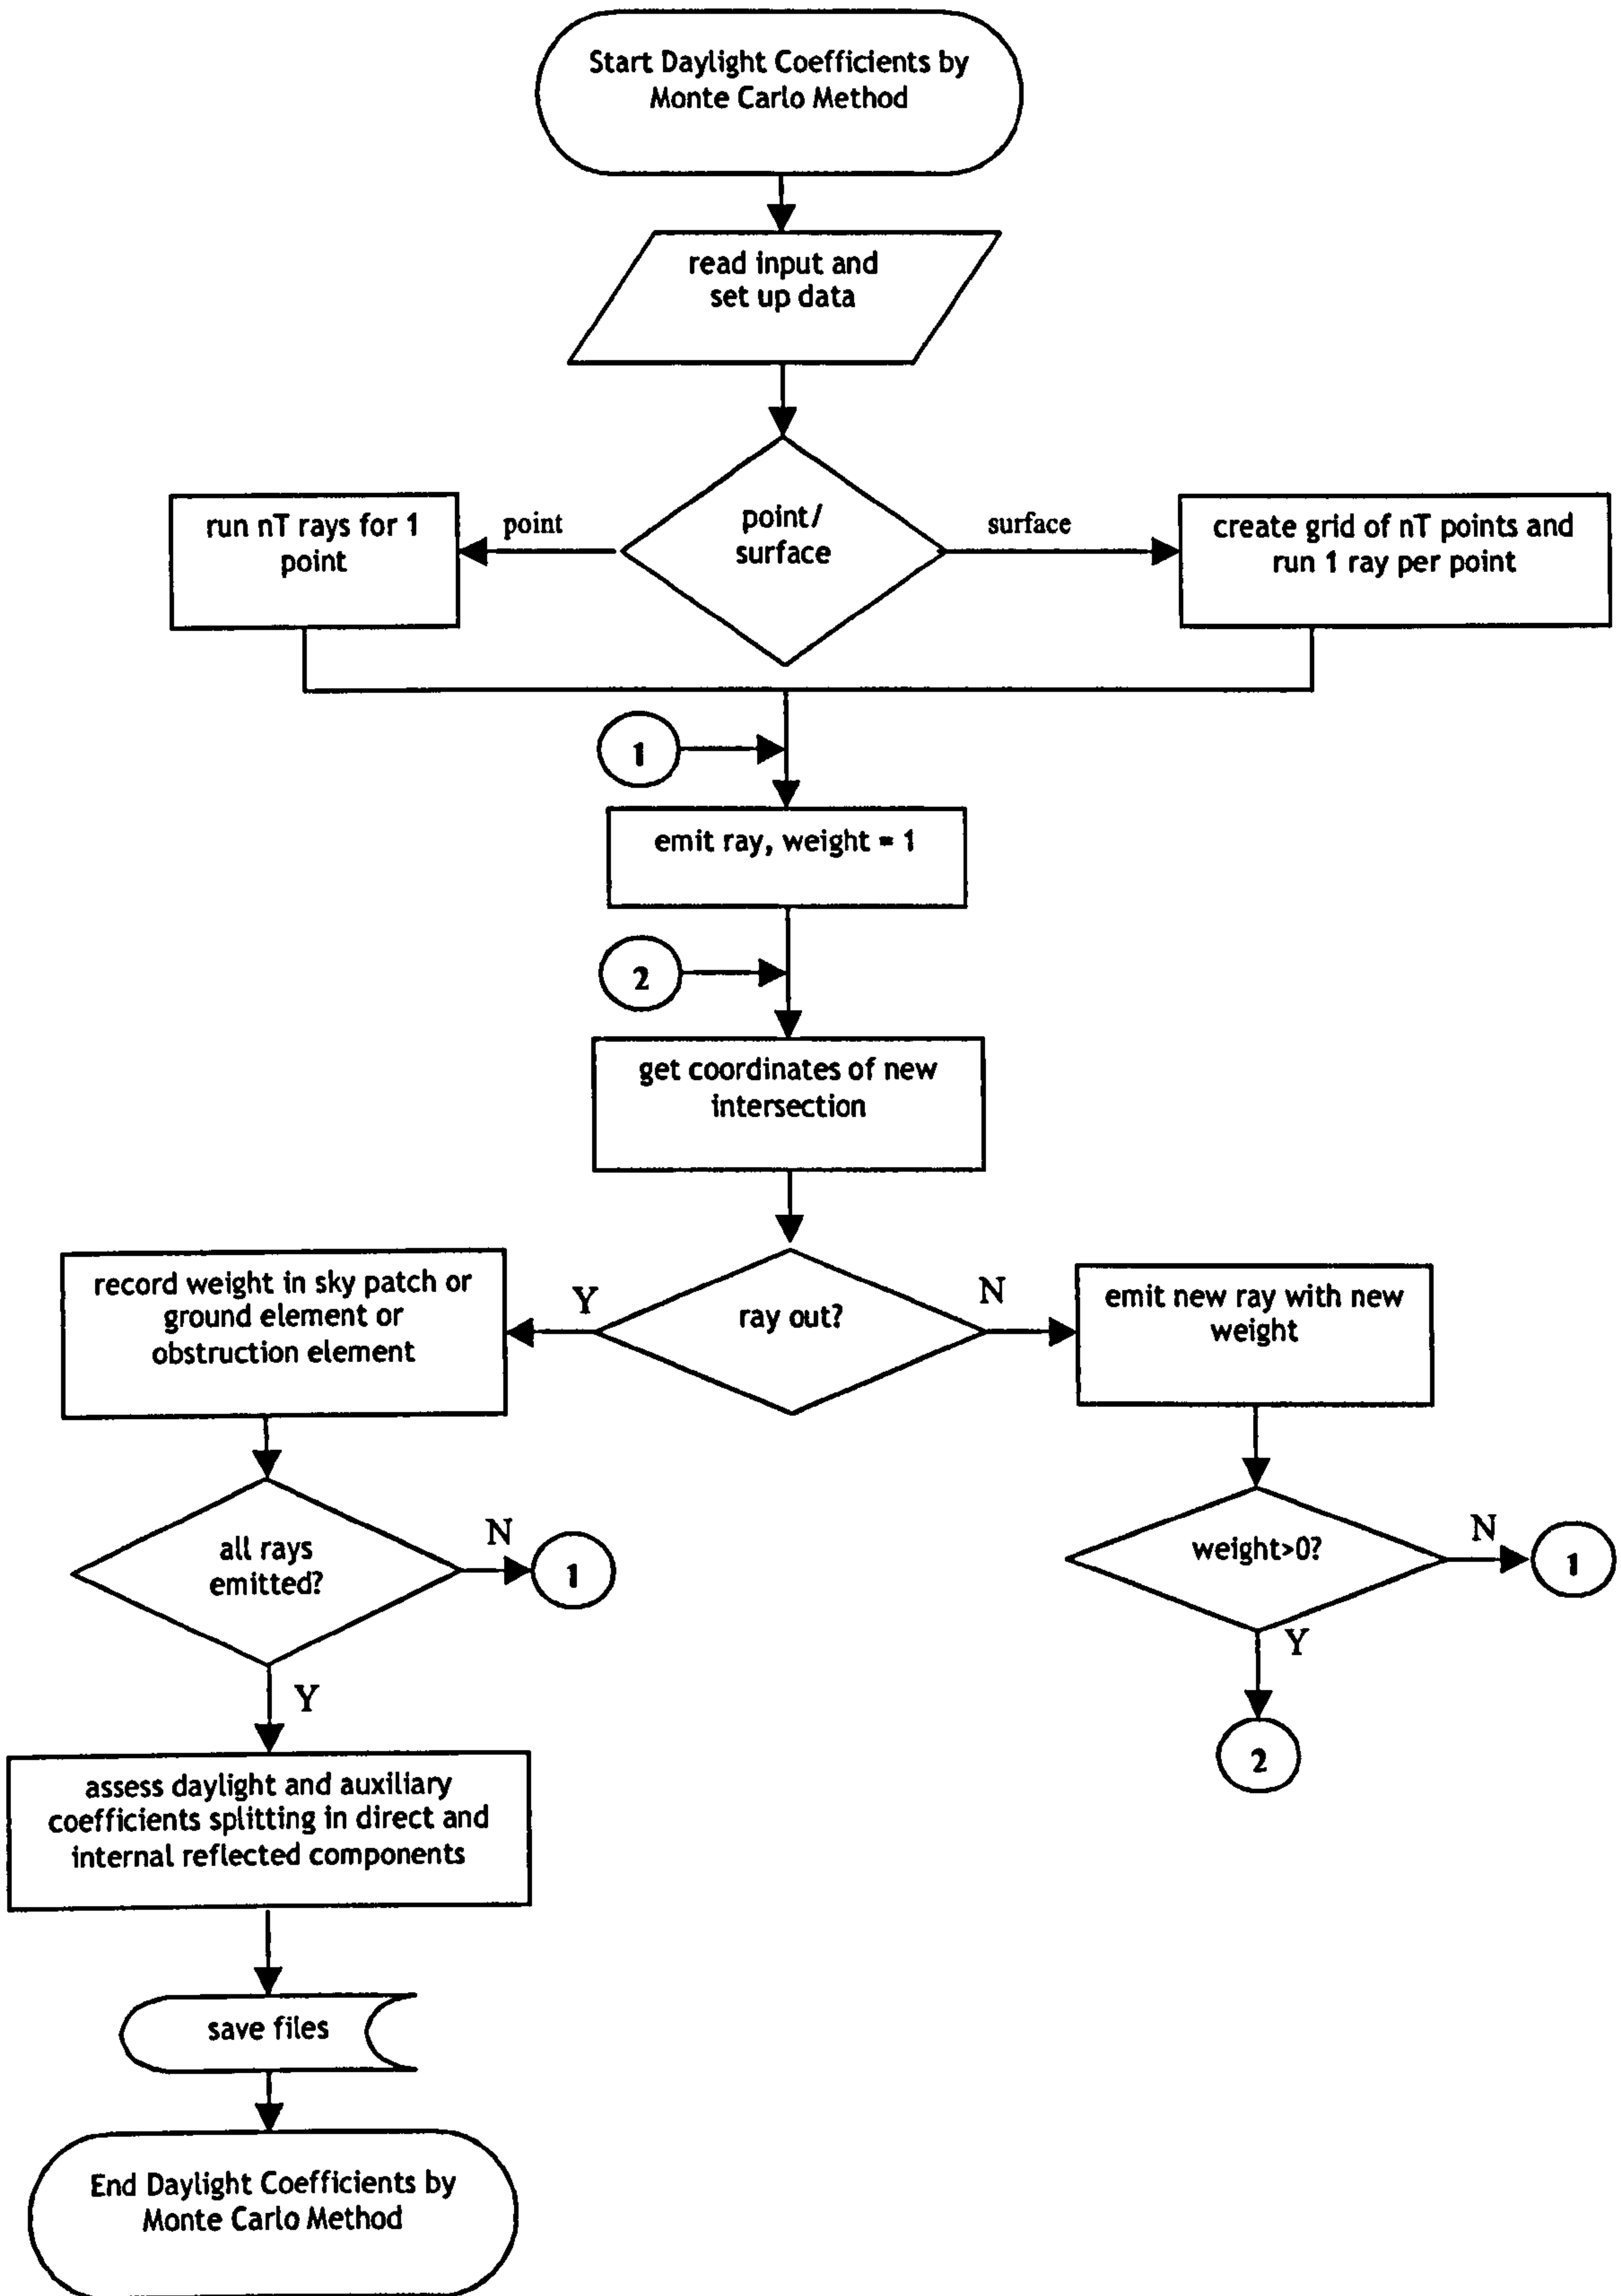 Start Daylight Coefficients by
Monte Carlo Method
read input and
set up data
point/
surface
point
surface
run nT rays for 1
point
create grid of nT points and
run 1 ray per point
1
emit ray, weight = 1
2
get coordinates of new
intersection
ray out?
Y
N
record weight in sky patch or
ground element or
obstruction element
emit new ray with new
weight
all rays
emitted?
N
1
weight>0?
N
1
Y
2
Y
assess daylight and auxiliary
coefficients splitting in direct and
internal reflected components
save files
End Daylight Coefficients by
Monte Carlo Method